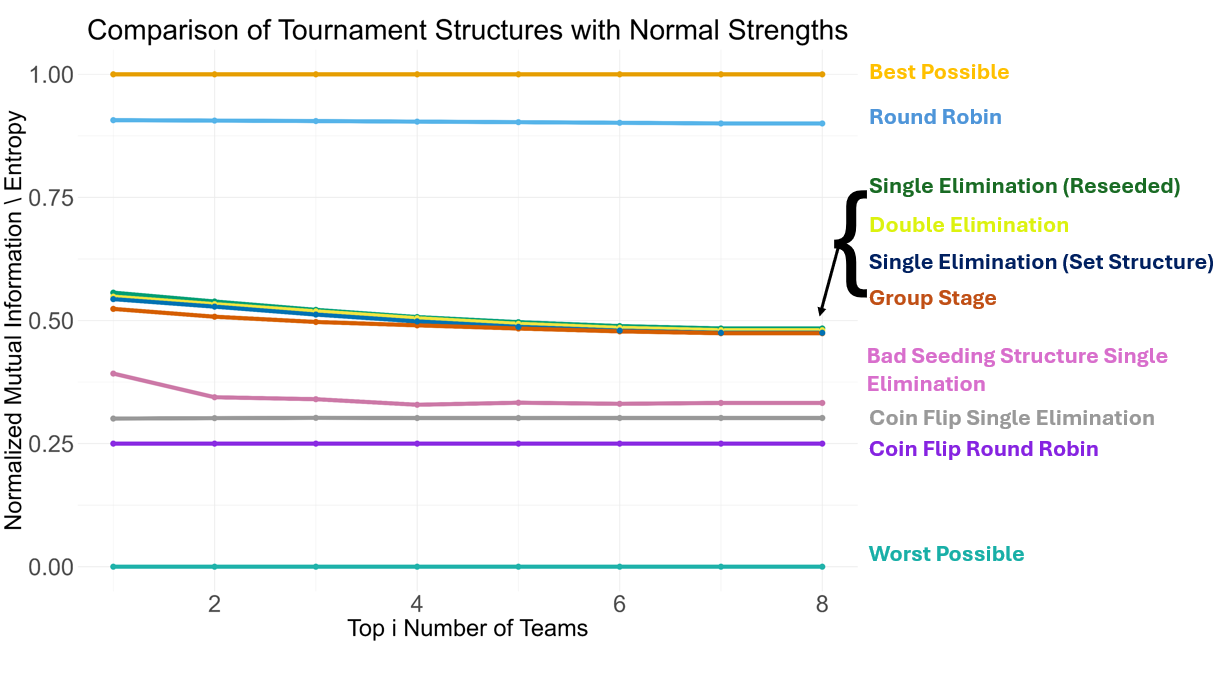 Comparison of Tournament Structures with Normal Strengths
Normalized Mutual Information \ Entropy
1.00
0.75
0.50
0.25
0.00
2
4
6
8
Top i Number of Teams
Best Possible
Round Robin
Single Elimination (Reseeded)
Double Elimination
Single Elimination (Set Structure)
Group Stage
Bad Seeding Structure Single
Elimination
Coin Flip Single Elimination
Coin Flip Round Robin
Worst Possible